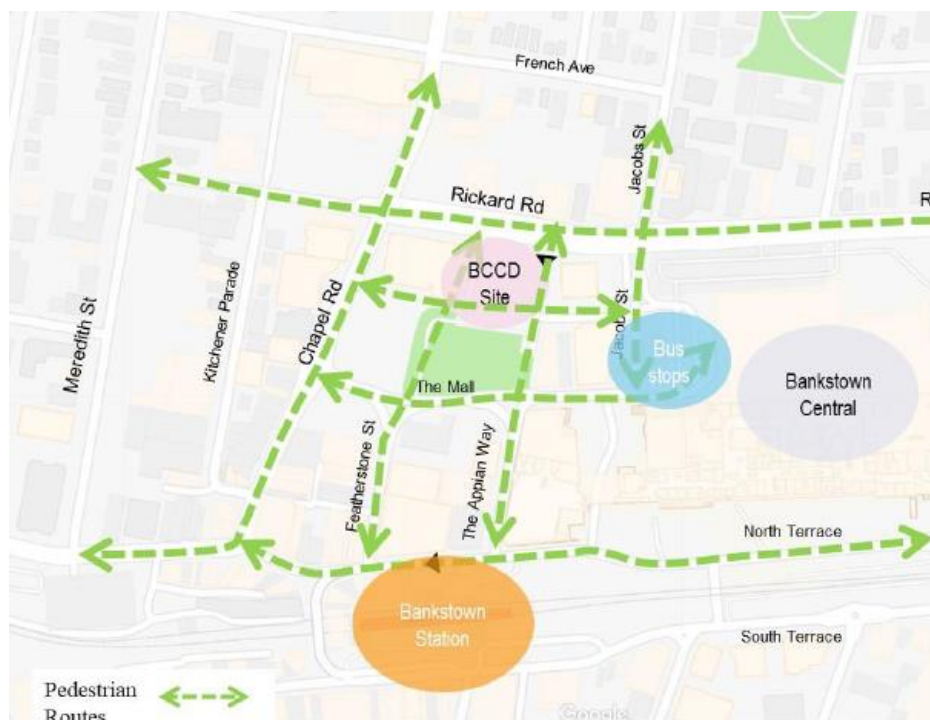 French Ave
Jacobs St
Rickard Rd
R
BCCD
Site
Meredith St
Kitchener Parade
Chapel Rd
Jacobs St
Bus
stops
Bankstown
Central
The Mall
Featherstone St
The Appian Way
North Terrace
Bankstown
Station
South Terrace
Pedestrian
Routes
Google